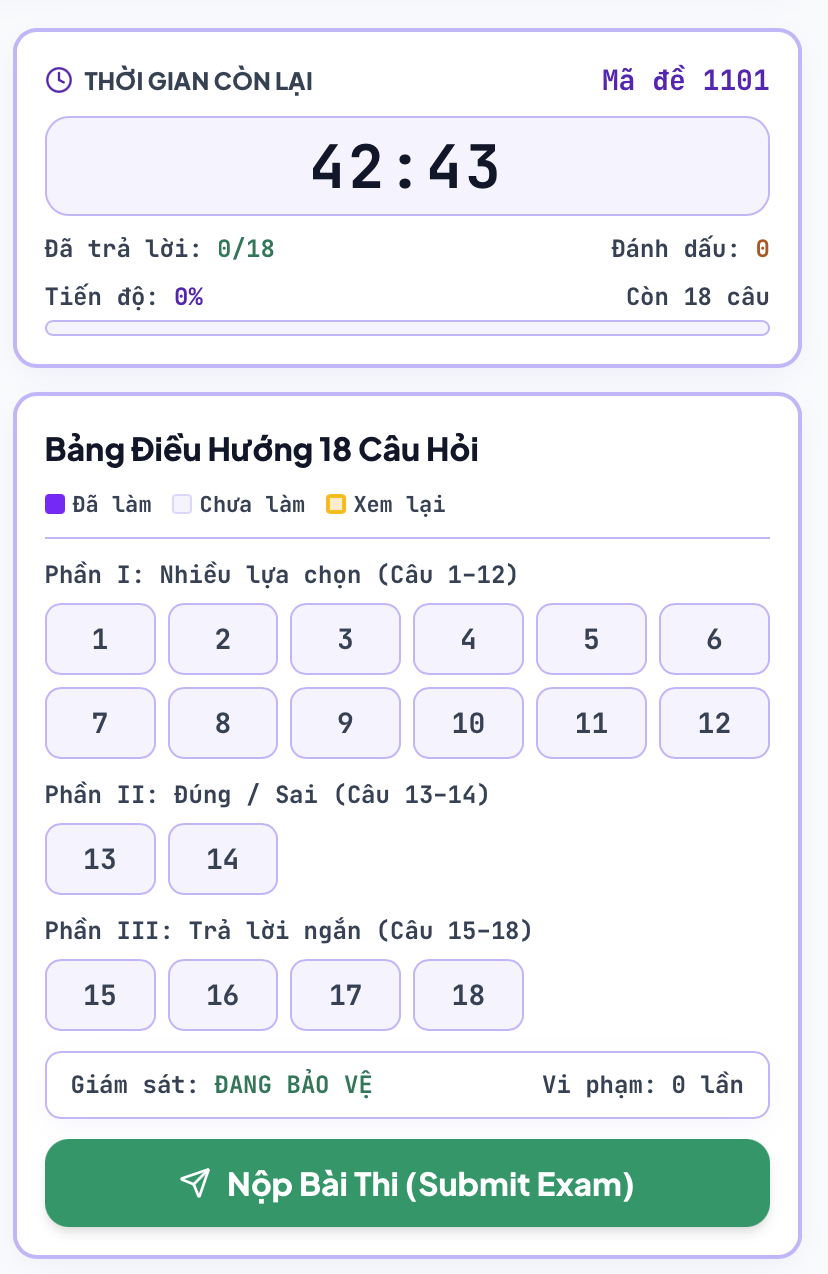 THỜI GIAN CÒN LẠI Mã đề 1101
42:43
Đã trả lời: 0/18 Đánh dấu: 0
Tiến độ: 0% Còn 18 câu
Bảng Điều Hướng 18 Câu Hỏi
Đã làm Chưa làm Xem lại
Phần I: Nhiều lựa chọn (Câu 1–12)
1 2 3 4 5 6
7 8 9 10 11 12
Phần II: Đúng / Sai (Câu 13–14)
13 14
Phần III: Trả lời ngắn (Câu 15–18)
15 16 17 18
Giám sát: ĐANG BẢO VỆ Vi phạm: 0 lần
Nộp Bài Thi (Submit Exam)